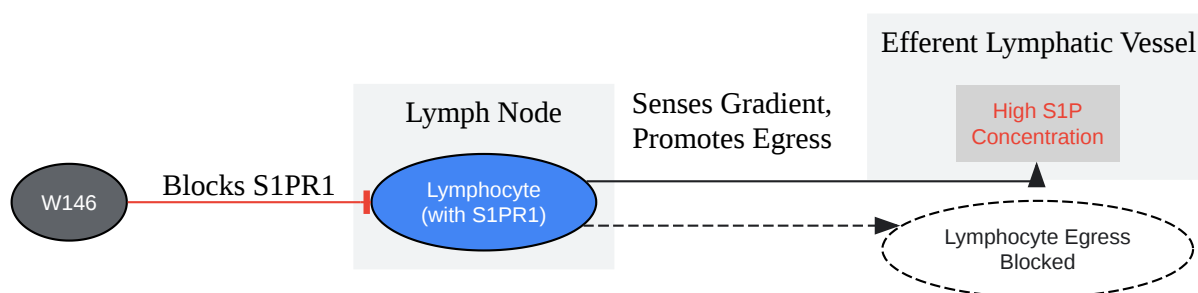 Efferent Lymphatic Vessel
Lymph Node
Senses Gradient,
Promotes Egress
High S1P
Concentration
W146
Blocks S1PR1
Lymphocyte
(with S1PR1)
Lymphocyte Egress
Blocked